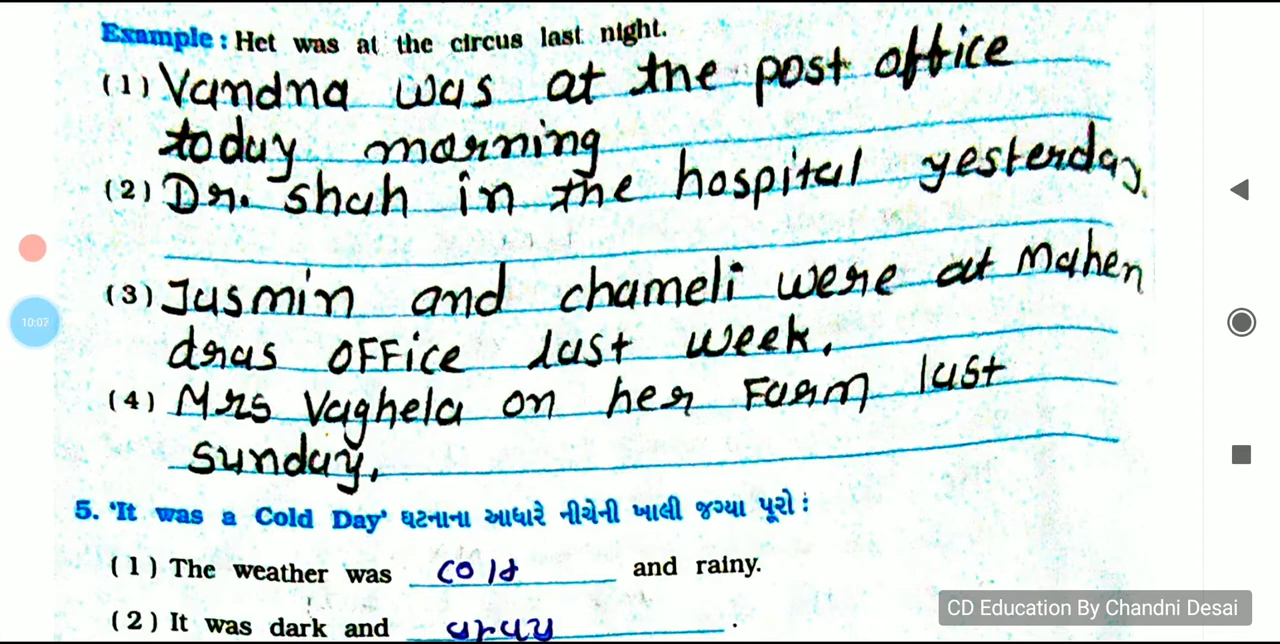 Example : Het was at the circus last night.
(1) Vandna was at the post office
today morning
(2) Dr. shah in the hospital yesterday.
(3) Jasmin and chameli were at Mahen
dras OFFice last week.
(4) Mrs Vaghela on her Farm last
sunday.
5. 'It was a Cold Day' ઘટનાના આધારે નીચેની ખાલી જગ્યા પૂરો :
(1) The weather was cold and rainy.
(2) It was dark and .
10:07
CD Education By Chandni Desai